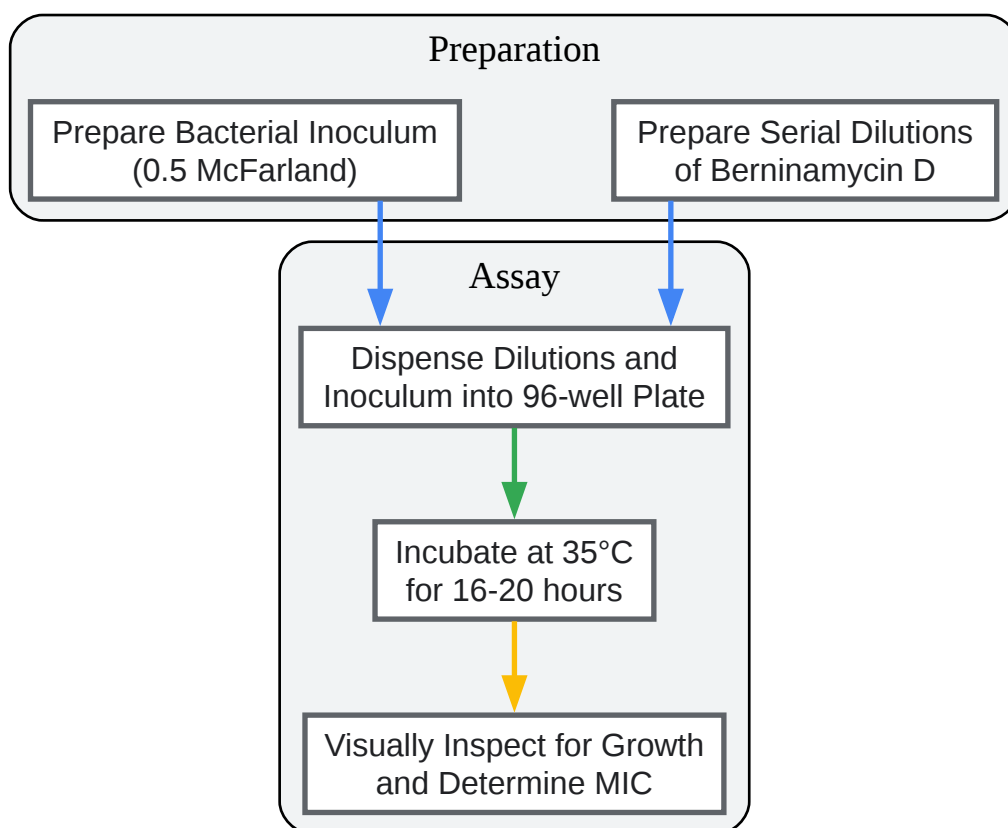 Preparation
Prepare Bacterial Inoculum
(0.5 McFarland)
Prepare Serial Dilutions
of Berninamycin D
Assay
Dispense Dilutions and
Inoculum into 96-well Plate
Incubate at 35°C
for 16-20 hours
Visually Inspect for Growth
and Determine MIC